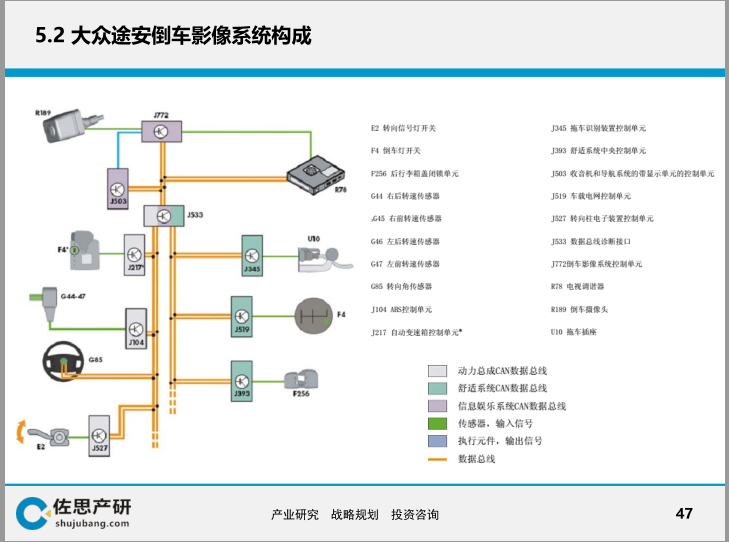 5.2 大众途安倒车影像系统构成
R189
J772
R78
J503
J533
F4*
J217*
U10
J345
G44-47
J104
J519
F4
G85
J393
F256
E2
J527
E2 转向信号灯开关
F4 倒车灯开关
F256 后行李箱盖闭锁单元
G44 右后转速传感器
G45 右前转速传感器
G46 左后转速传感器
G47 左前转速传感器
G85 转向角传感器
J104 ABS控制单元
J217 自动变速箱控制单元*
J345 拖车识别装置控制单元
J393 舒适系统中央控制单元
J503 收音机和导航系统的带显示单元的控制单元
J519 车载电网控制单元
J527 转向柱电子装置控制单元
J533 数据总线诊断接口
J772倒车影像系统控制单元
R78 电视调谐器
R189 倒车摄像头
U10 拖车插座
动力总成CAN数据总线
舒适系统CAN数据总线
信息娱乐系统CAN数据总线
传感器，输入信号
执行元件，输出信号
数据总线
佐思产研
shujubang.com
产业研究 战略规划 投资咨询
47